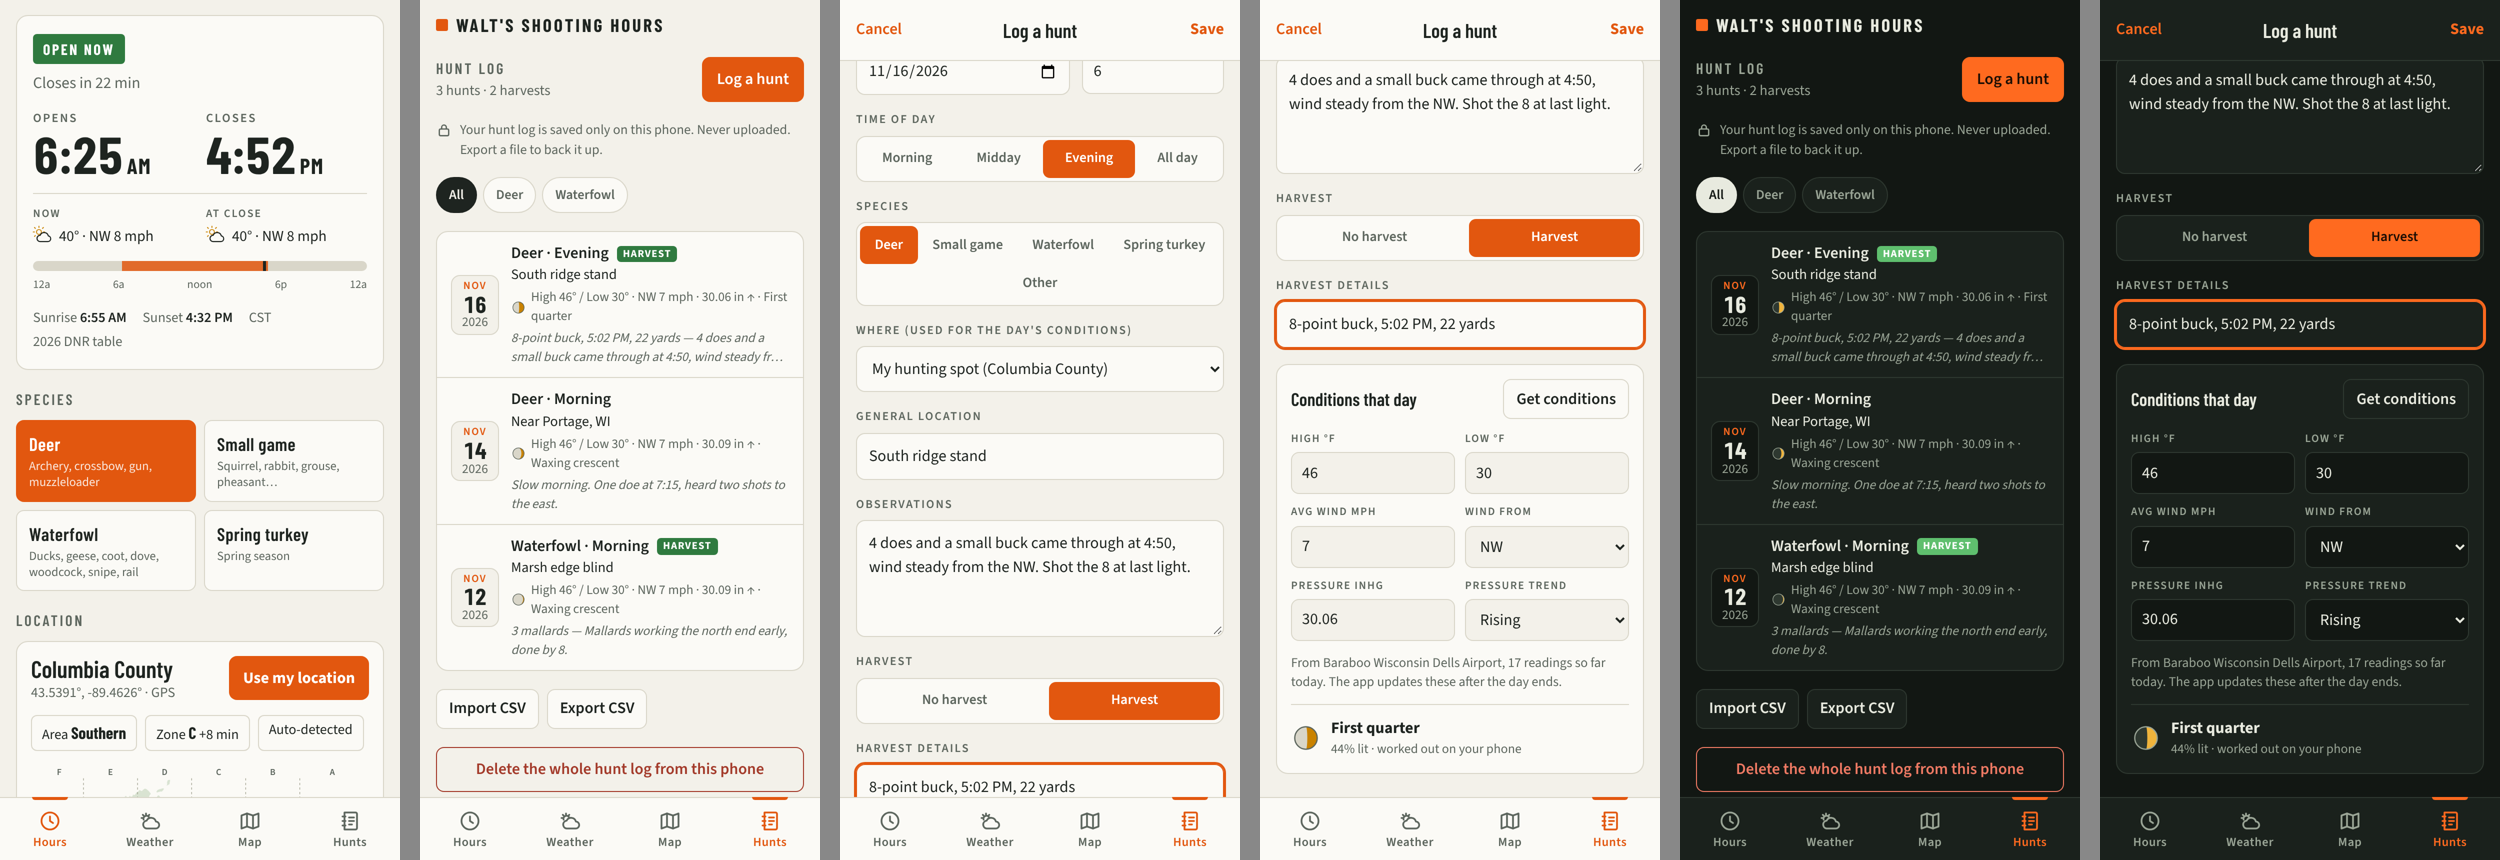 OPEN NOW
Closes in 22 min
OPENS CLOSES
6:25 AM 4:52 PM
NOW AT CLOSE
40° · NW 8 mph 40° · NW 8 mph
12a 6a noon 6p 12a
Sunrise 6:55 AM Sunset 4:32 PM CST
2026 DNR table
SPECIES
Deer
Archery, crossbow, gun,
muzzleloader
Small game
Squirrel, rabbit, grouse,
pheasant…
Waterfowl
Ducks, geese, coot, dove,
woodcock, snipe, rail
Spring turkey
Spring season
LOCATION
Columbia County
43.5391°, -89.4626° · GPS
Use my location
Area Southern
Zone C +8 min
Auto-detected
F E D C B A
Hours Weather Map Hunts
WALT'S SHOOTING HOURS
HUNT LOG
3 hunts · 2 harvests
Log a hunt
Your hunt log is saved only on this phone. Never uploaded.
Export a file to back it up.
All Deer Waterfowl
NOV
16
2026
Deer · Evening HARVEST
South ridge stand
High 46° / Low 30° · NW 7 mph · 30.06 in ↑ · First
quarter
8-point buck, 5:02 PM, 22 yards — 4 does and a
small buck came through at 4:50, wind steady fr…
NOV
14
2026
Deer · Morning
Near Portage, WI
High 46° / Low 30° · NW 7 mph · 30.09 in ↑ ·
Waxing crescent
Slow morning. One doe at 7:15, heard two shots to
the east.
NOV
12
2026
Waterfowl · Morning HARVEST
Marsh edge blind
High 46° / Low 30° · NW 7 mph · 30.09 in ↑ ·
Waxing crescent
3 mallards — Mallards working the north end early,
done by 8.
Import CSV Export CSV
Delete the whole hunt log from this phone
Hours Weather Map Hunts
Cancel Log a hunt Save
11/16/2026 6
TIME OF DAY
Morning Midday Evening All day
SPECIES
Deer Small game Waterfowl Spring turkey
Other
WHERE (USED FOR THE DAY'S CONDITIONS)
My hunting spot (Columbia County)
GENERAL LOCATION
South ridge stand
OBSERVATIONS
4 does and a small buck came through at 4:50,
wind steady from the NW. Shot the 8 at last light.
HARVEST
No harvest Harvest
HARVEST DETAILS
8-point buck, 5:02 PM, 22 yards
Hours Weather Map Hunts
Cancel Log a hunt Save
4 does and a small buck came through at 4:50,
wind steady from the NW. Shot the 8 at last light.
HARVEST
No harvest Harvest
HARVEST DETAILS
8-point buck, 5:02 PM, 22 yards
Conditions that day Get conditions
HIGH °F LOW °F
46 30
AVG WIND MPH WIND FROM
7 NW
PRESSURE INHG PRESSURE TREND
30.06 Rising
From Baraboo Wisconsin Dells Airport, 17 readings so far
today. The app updates these after the day ends.
First quarter
44% lit · worked out on your phone
Hours Weather Map Hunts
WALT'S SHOOTING HOURS
HUNT LOG
3 hunts · 2 harvests
Log a hunt
Your hunt log is saved only on this phone. Never uploaded.
Export a file to back it up.
All Deer Waterfowl
NOV
16
2026
Deer · Evening HARVEST
South ridge stand
High 46° / Low 30° · NW 7 mph · 30.06 in ↑ · First
quarter
8-point buck, 5:02 PM, 22 yards — 4 does and a
small buck came through at 4:50, wind steady fr…
NOV
14
2026
Deer · Morning
Near Portage, WI
High 46° / Low 30° · NW 7 mph · 30.09 in ↑ ·
Waxing crescent
Slow morning. One doe at 7:15, heard two shots to
the east.
NOV
12
2026
Waterfowl · Morning HARVEST
Marsh edge blind
High 46° / Low 30° · NW 7 mph · 30.09 in ↑ ·
Waxing crescent
3 mallards — Mallards working the north end early,
done by 8.
Import CSV Export CSV
Delete the whole hunt log from this phone
Hours Weather Map Hunts
Cancel Log a hunt Save
4 does and a small buck came through at 4:50,
wind steady from the NW. Shot the 8 at last light.
HARVEST
No harvest Harvest
HARVEST DETAILS
8-point buck, 5:02 PM, 22 yards
Conditions that day Get conditions
HIGH °F LOW °F
46 30
AVG WIND MPH WIND FROM
7 NW
PRESSURE INHG PRESSURE TREND
30.06 Rising
From Baraboo Wisconsin Dells Airport, 17 readings so far
today. The app updates these after the day ends.
First quarter
44% lit · worked out on your phone
Hours Weather Map Hunts